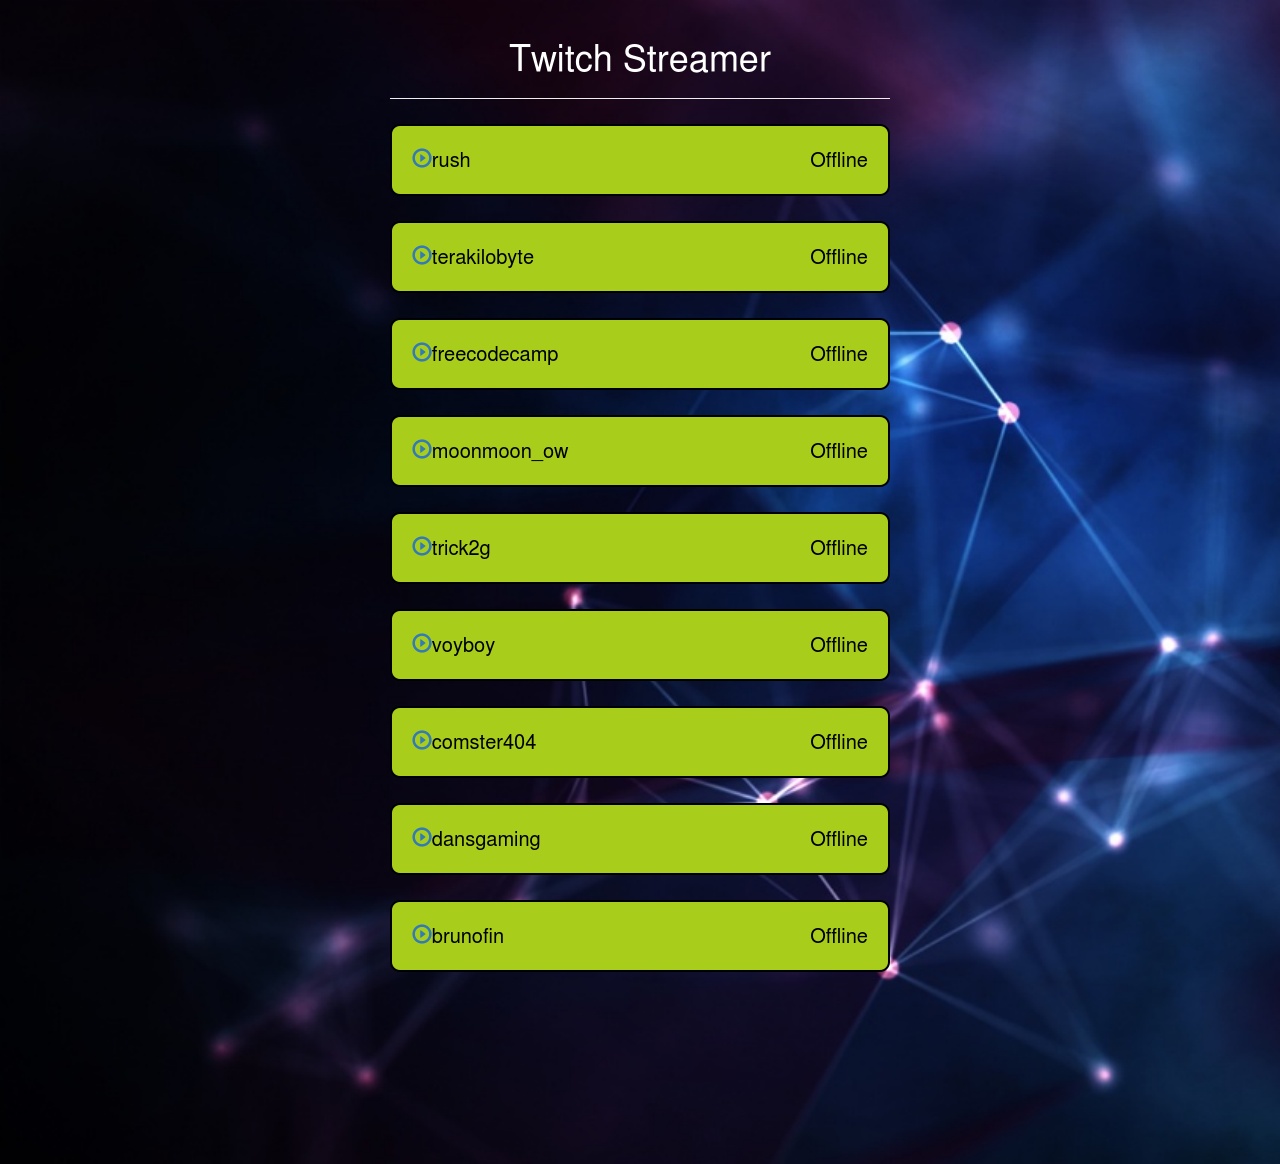 Twitch Streamer
rush Offline
terakilobyte Offline
freecodecamp Offline
moonmoon_ow Offline
trick2g Offline
voyboy Offline
comster404 Offline
dansgaming Offline
brunofin Offline